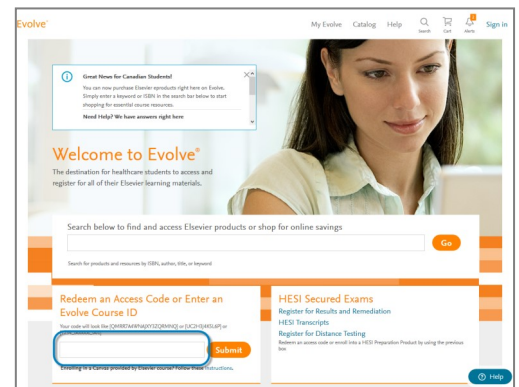 Evolve
My Evolve Catalog Help Search Cart Alerts Sign in
Great News for Canadian Students!
You can now purchase Elsevier eproducts right here on Evolve.
Simply enter a keyword or ISBN in the search bar below to start
shopping for essential course resources.
Need Help? We have answers right here
Welcome to Evolve®
The destination for healthcare students to access and
register for all of their Elsevier learning materials.
Search below to find and access Elsevier products or shop for online savings
Go
Search for products and resources by ISBN, author, title, or keyword
Redeem an Access Code or Enter an
Evolve Course ID
Submit
Enrolling in a Canvas provided by Elsevier course? Follow these instructions.
HESI Secured Exams
Register for Results and Remediation
HESI Transcripts
Register for Distance Testing
Redeem an access code or enroll into a HESI Preparation Product by using the previous
box
Help